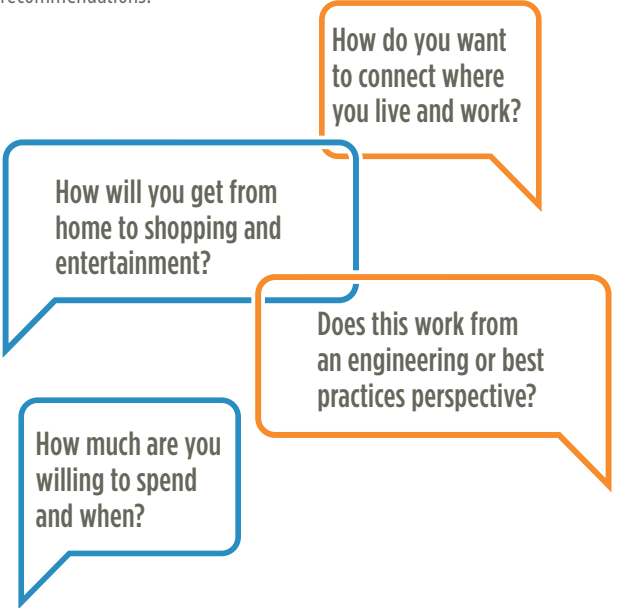 recommendations.
How do you want
to connect where
you live and work?
How will you get from
home to shopping and
entertainment?
Does this work from
an engineering or best
practices perspective?
How much are you
willing to spend
and when?